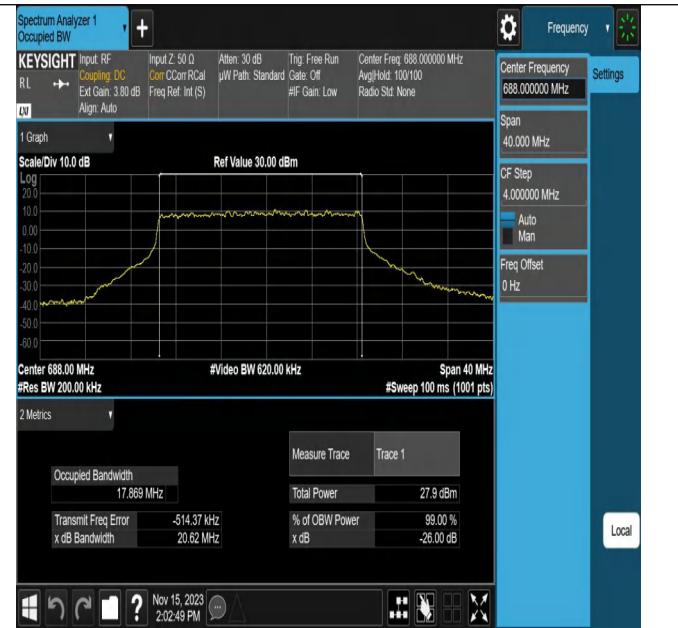 Spectrum Analyzer 1
Occupied BW
+
Frequency
KEYSIGHT
RL
LXI
Input: RF
Coupling: DC
Ext Gain: 3.80 dB
Align: Auto
Input Z: 50 Ω
Corr CCorr RCal
Freq Ref: Int (S)
Atten: 30 dB
µW Path: Standard
Trig: Free Run
Gate: Off
#IF Gain: Low
Center Freq: 688.000000 MHz
Avg|Hold: 100/100
Radio Std: None
Center Frequency
688.000000 MHz
Settings
Span
40.000 MHz
CF Step
4.000000 MHz
Auto
Man
Freq Offset
0 Hz
Local
1 Graph
Scale/Div 10.0 dB
Ref Value 30.00 dBm
Log
20.0
10.0
0.00
-10.0
-20.0
-30.0
-40.0
-50.0
-60.0
Center 688.00 MHz
#Video BW 620.00 kHz
Span 40 MHz
#Res BW 200.00 kHz
#Sweep 100 ms (1001 pts)
2 Metrics
Measure Trace Trace 1
Occupied Bandwidth
17.869 MHz
Total Power 27.9 dBm
Transmit Freq Error -514.37 kHz
% of OBW Power 99.00 %
x dB Bandwidth 20.62 MHz
x dB -26.00 dB
?
Nov 15, 2023
2:02:49 PM